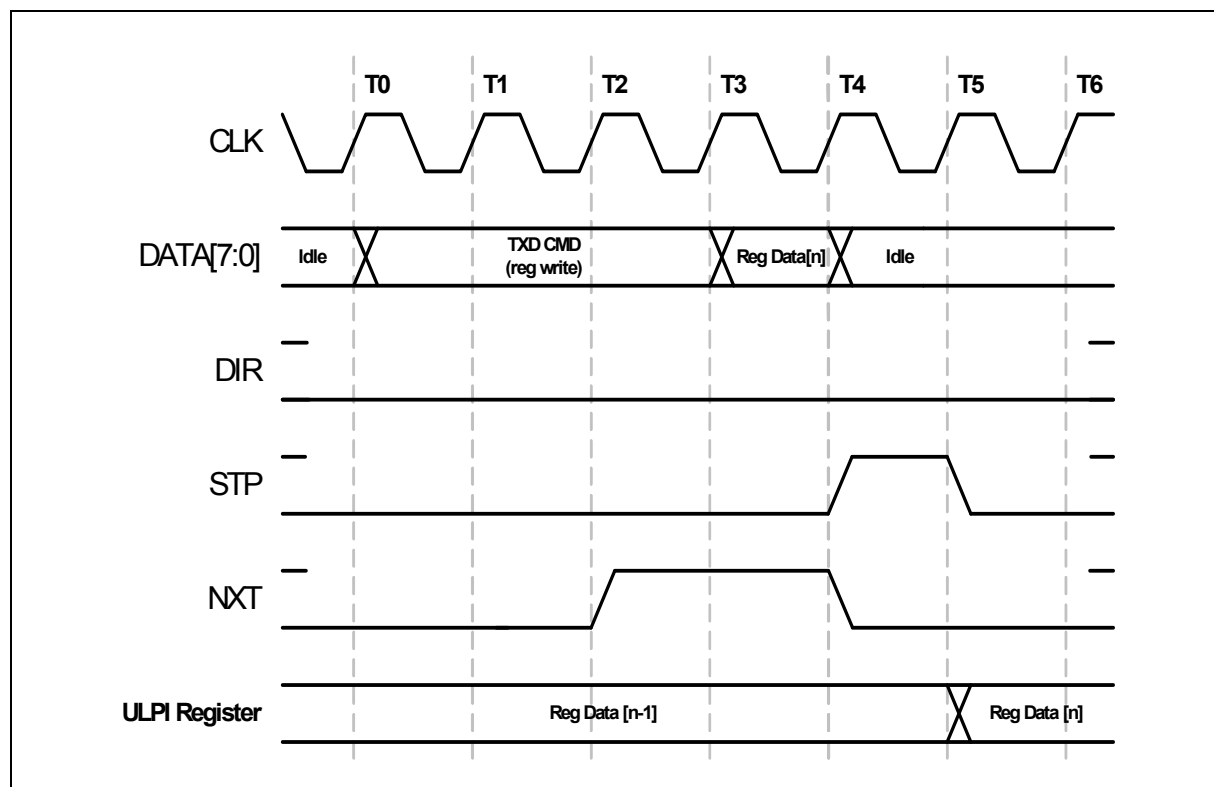 T0 T1 T2 T3 T4 T5 T6
CLK
DATA[7:0] Idle TXD CMD Reg Data[n] Idle
(reg write)
DIR
STP
NXT
ULPI Register Reg Data [n-1] Reg Data [n]